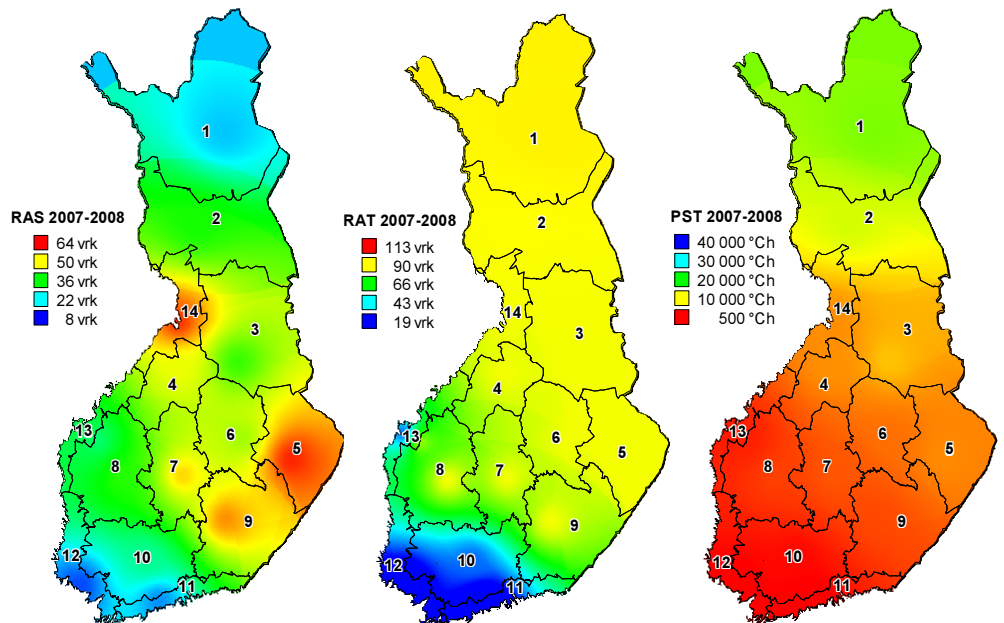 RAS 2007-2008
64 vrk
50 vrk
36 vrk
22 vrk
8 vrk
1
2
14
3
4
13
6
5
8
7
9
12
10
11
RAT 2007-2008
113 vrk
90 vrk
66 vrk
43 vrk
19 vrk
1
2
14
3
4
13
6
5
8
7
9
12
10
11
PST 2007-2008
40 000 °Ch
30 000 °Ch
20 000 °Ch
10 000 °Ch
500 °Ch
1
2
14
3
4
13
6
5
8
7
9
12
10
11